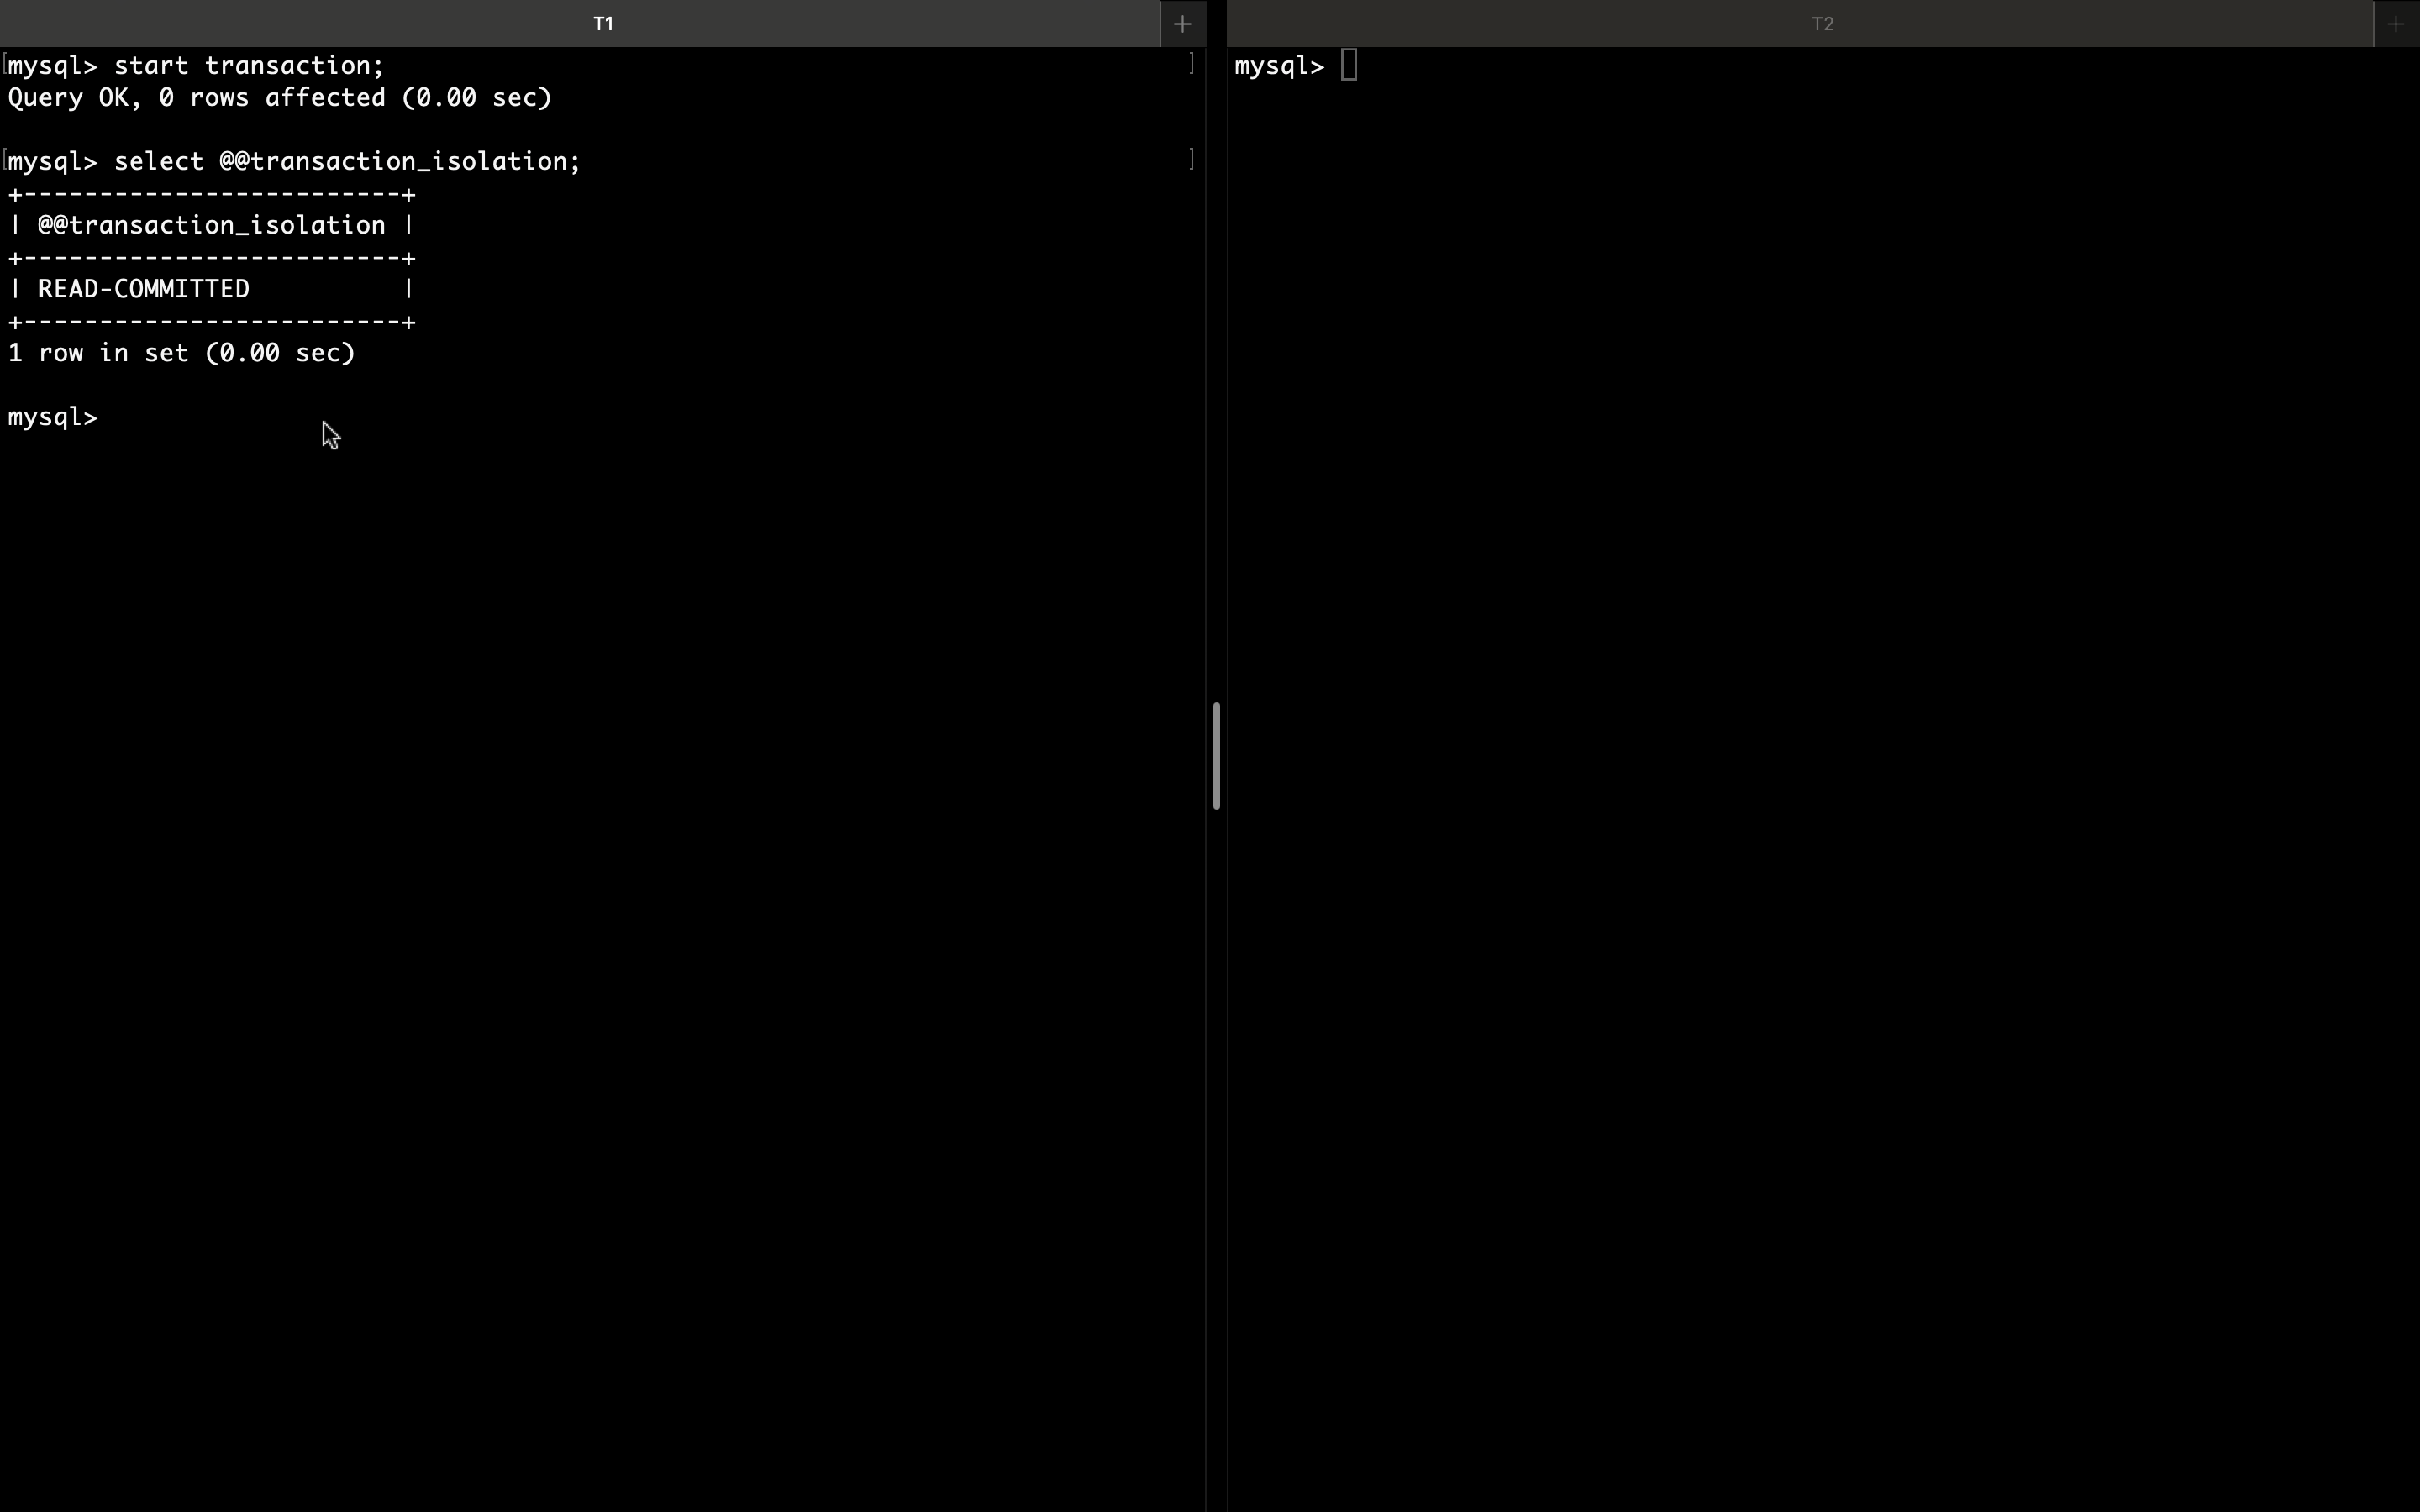 T1
+
mysql> start transaction;
Query OK, 0 rows affected (0.00 sec)
mysql> select @@transaction_isolation;
+-------------------------+
| @@transaction_isolation |
+-------------------------+
| READ-COMMITTED          |
+-------------------------+
1 row in set (0.00 sec)
mysql>
T2
+
mysql>